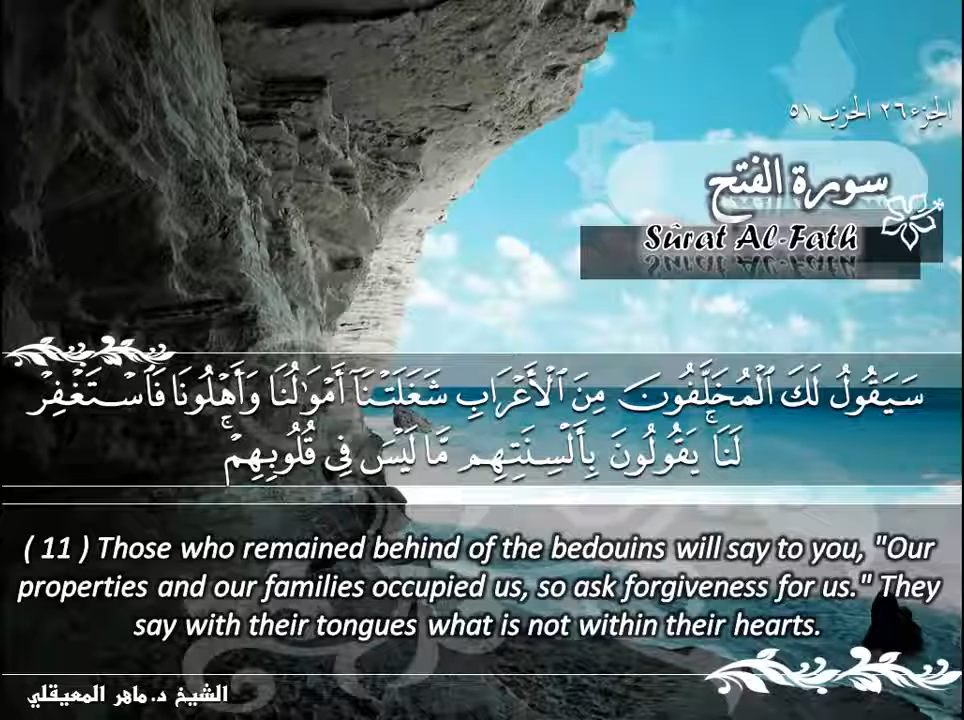 الجزء ٢٦ الحزب ٥١
سورة الفتح
Sûrat Al-Fath
سَيَقُولُ لَكَ ٱلْمُخَلَّفُونَ مِنَ ٱلْأَعْرَابِ شَغَلَتْنَآ أَمْوَٰلُنَا وَأَهْلُونَا فَٱسْتَغْفِرْ
لَنَا ۚ يَقُولُونَ بِأَلْسِنَتِهِم مَّا لَيْسَ فِى قُلُوبِهِمْ ۚ
( 11 ) Those who remained behind of the bedouins will say to you, "Our
properties and our families occupied us, so ask forgiveness for us." They
say with their tongues what is not within their hearts.
الشيخ د. ماهر المعيقلي